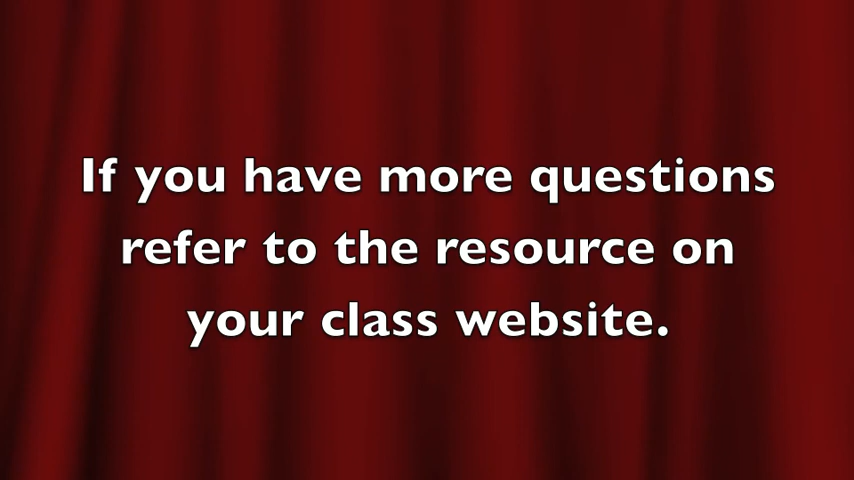 If you have more questions
refer to the resource on
your class website.